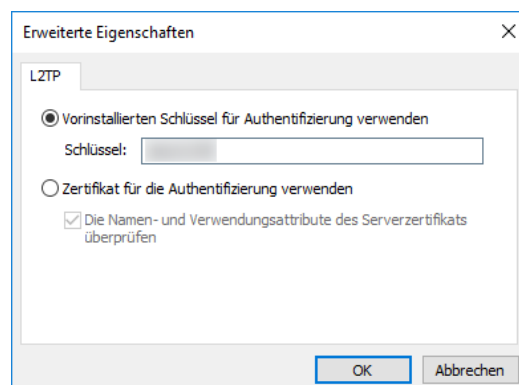 Erweiterte Eigenschaften
L2TP
Vorinstallierten Schlüssel für Authentifizierung verwenden
Schlüssel:
Zertifikat für die Authentifizierung verwenden
Die Namen- und Verwendungsattribute des Serverzertifikats
überprüfen
OK
Abbrechen